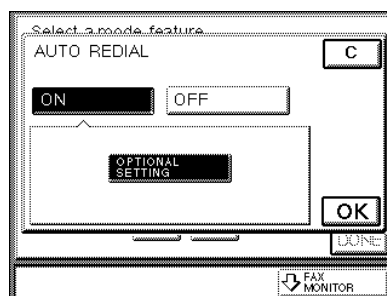 Select a mode feature
AUTO REDIAL
C
ON
OFF
OPTIONAL
SETTING
OK
DONE
FAX
MONITOR